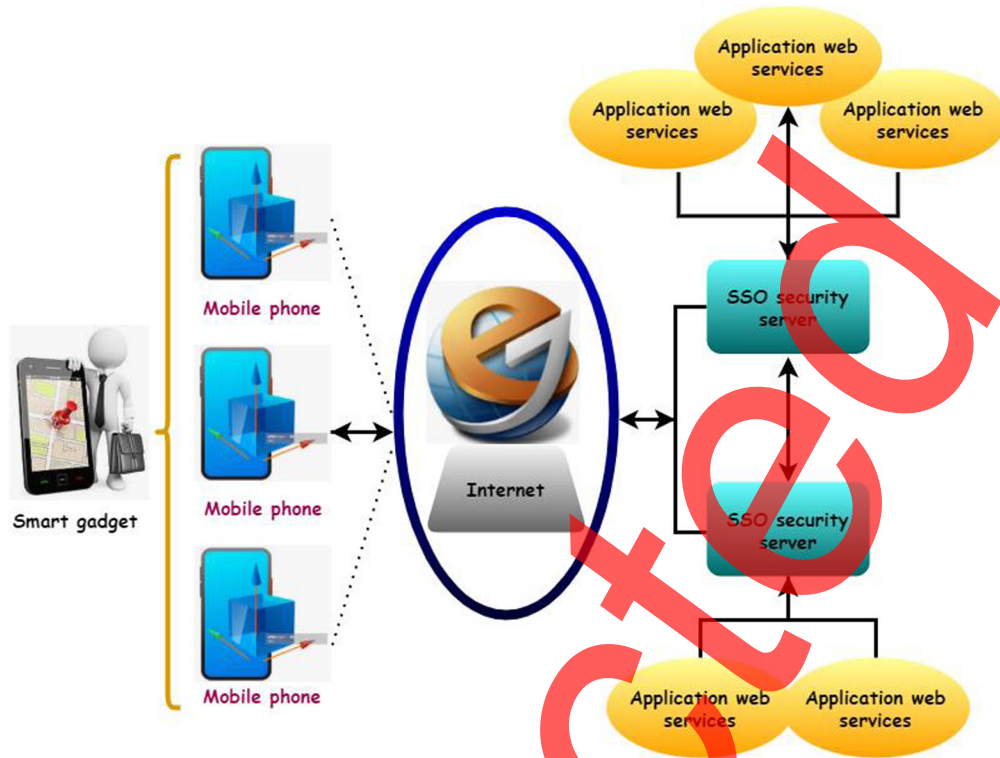 Application web
services
Application web
services
Application web
services
Mobile phone
SSO security
server
Mobile phone
Internet
Smart gadget
SSO security
server
Mobile phone
Application web
services
Application web
services
cted